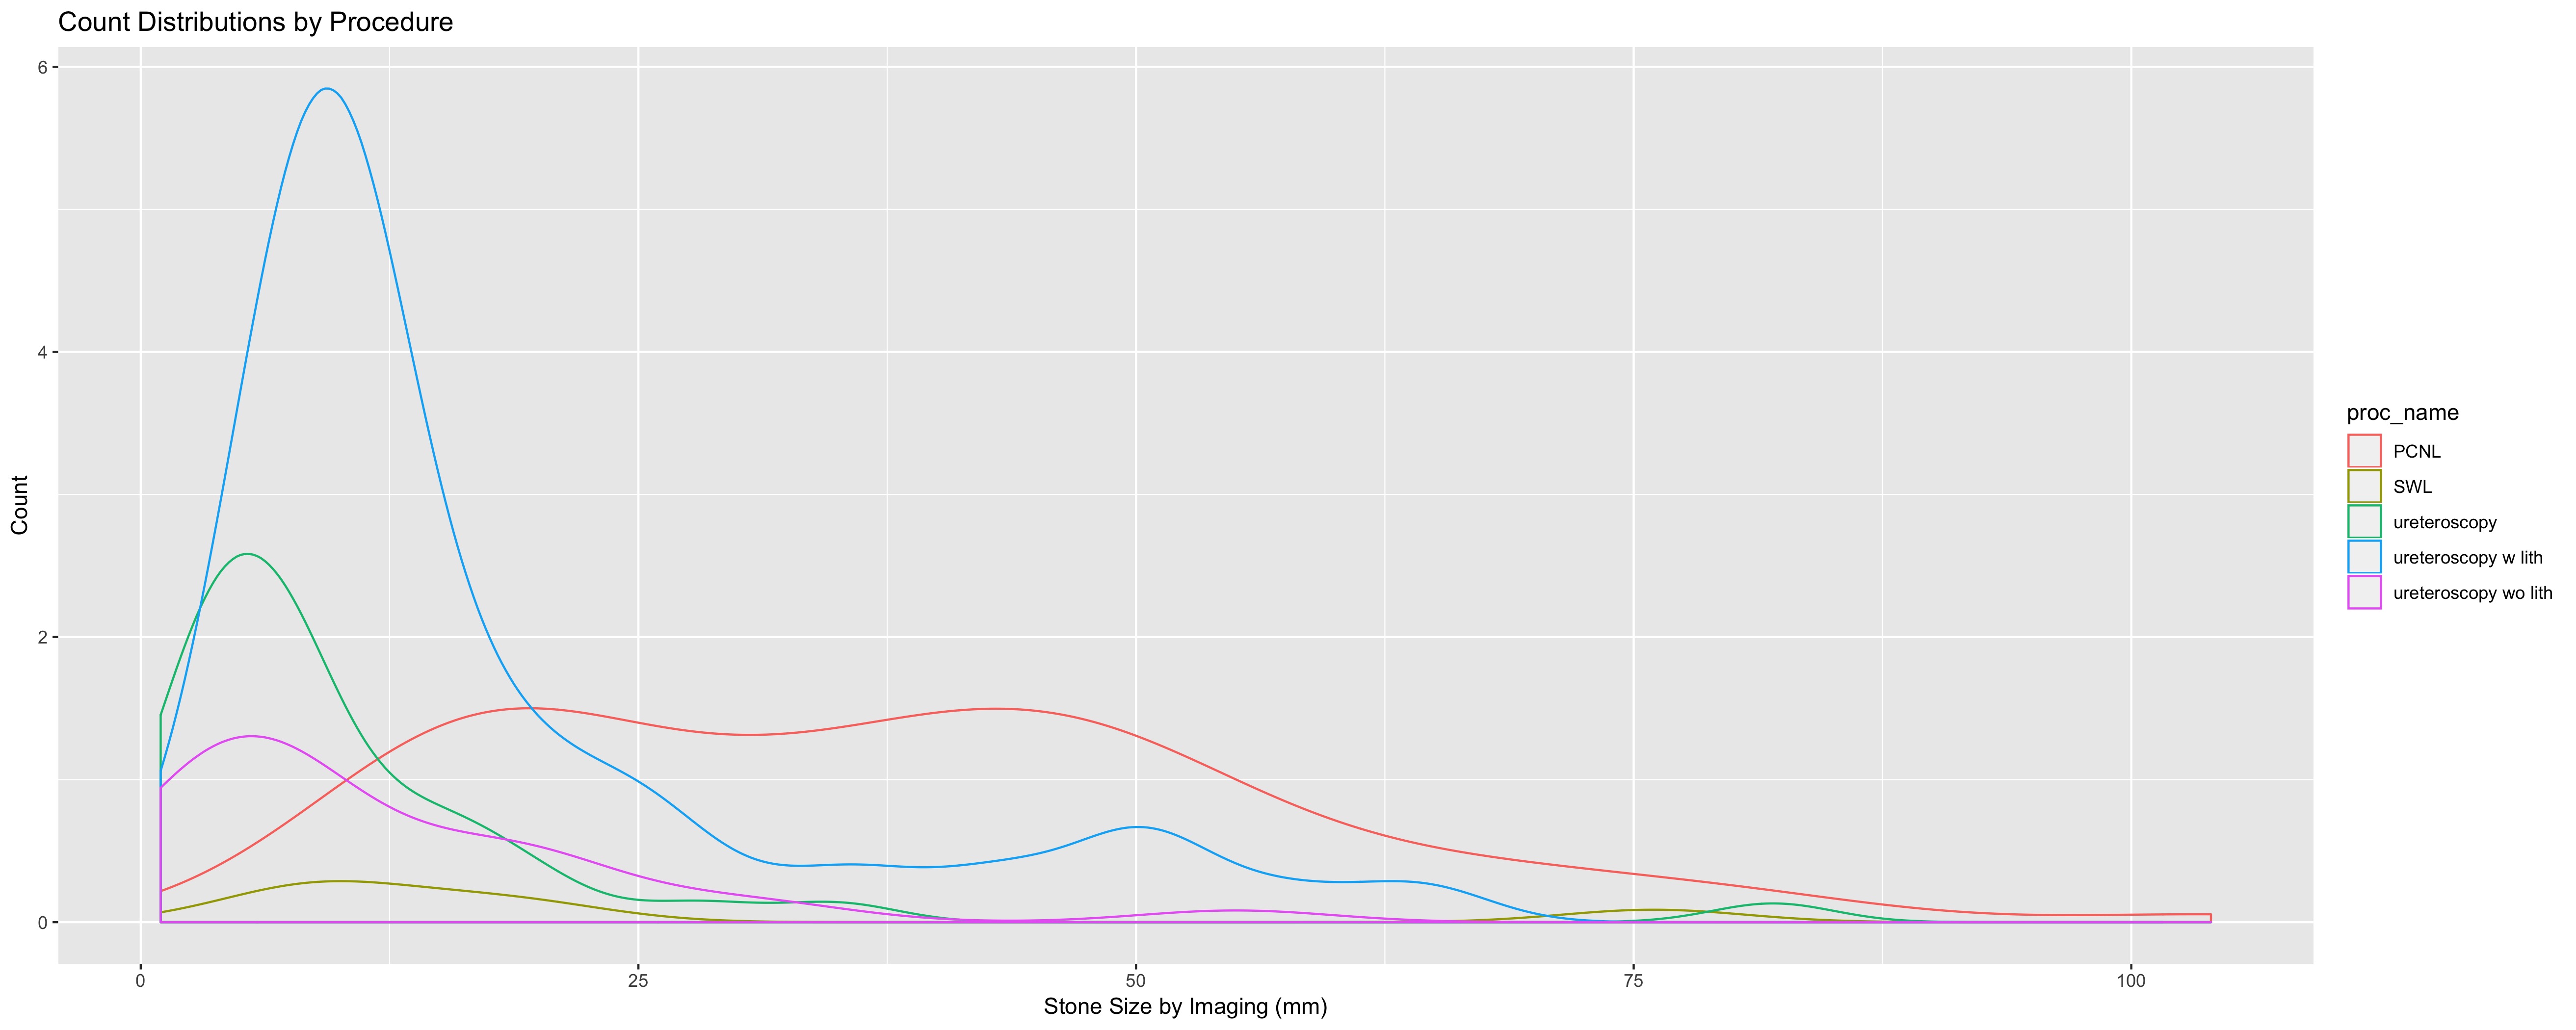 Count Distributions by Procedure
6
4
2
0
Count
0 25 50 75 100
Stone Size by Imaging (mm)
proc_name
PCNL
SWL
ureteroscopy
ureteroscopy w lith
ureteroscopy wo lith